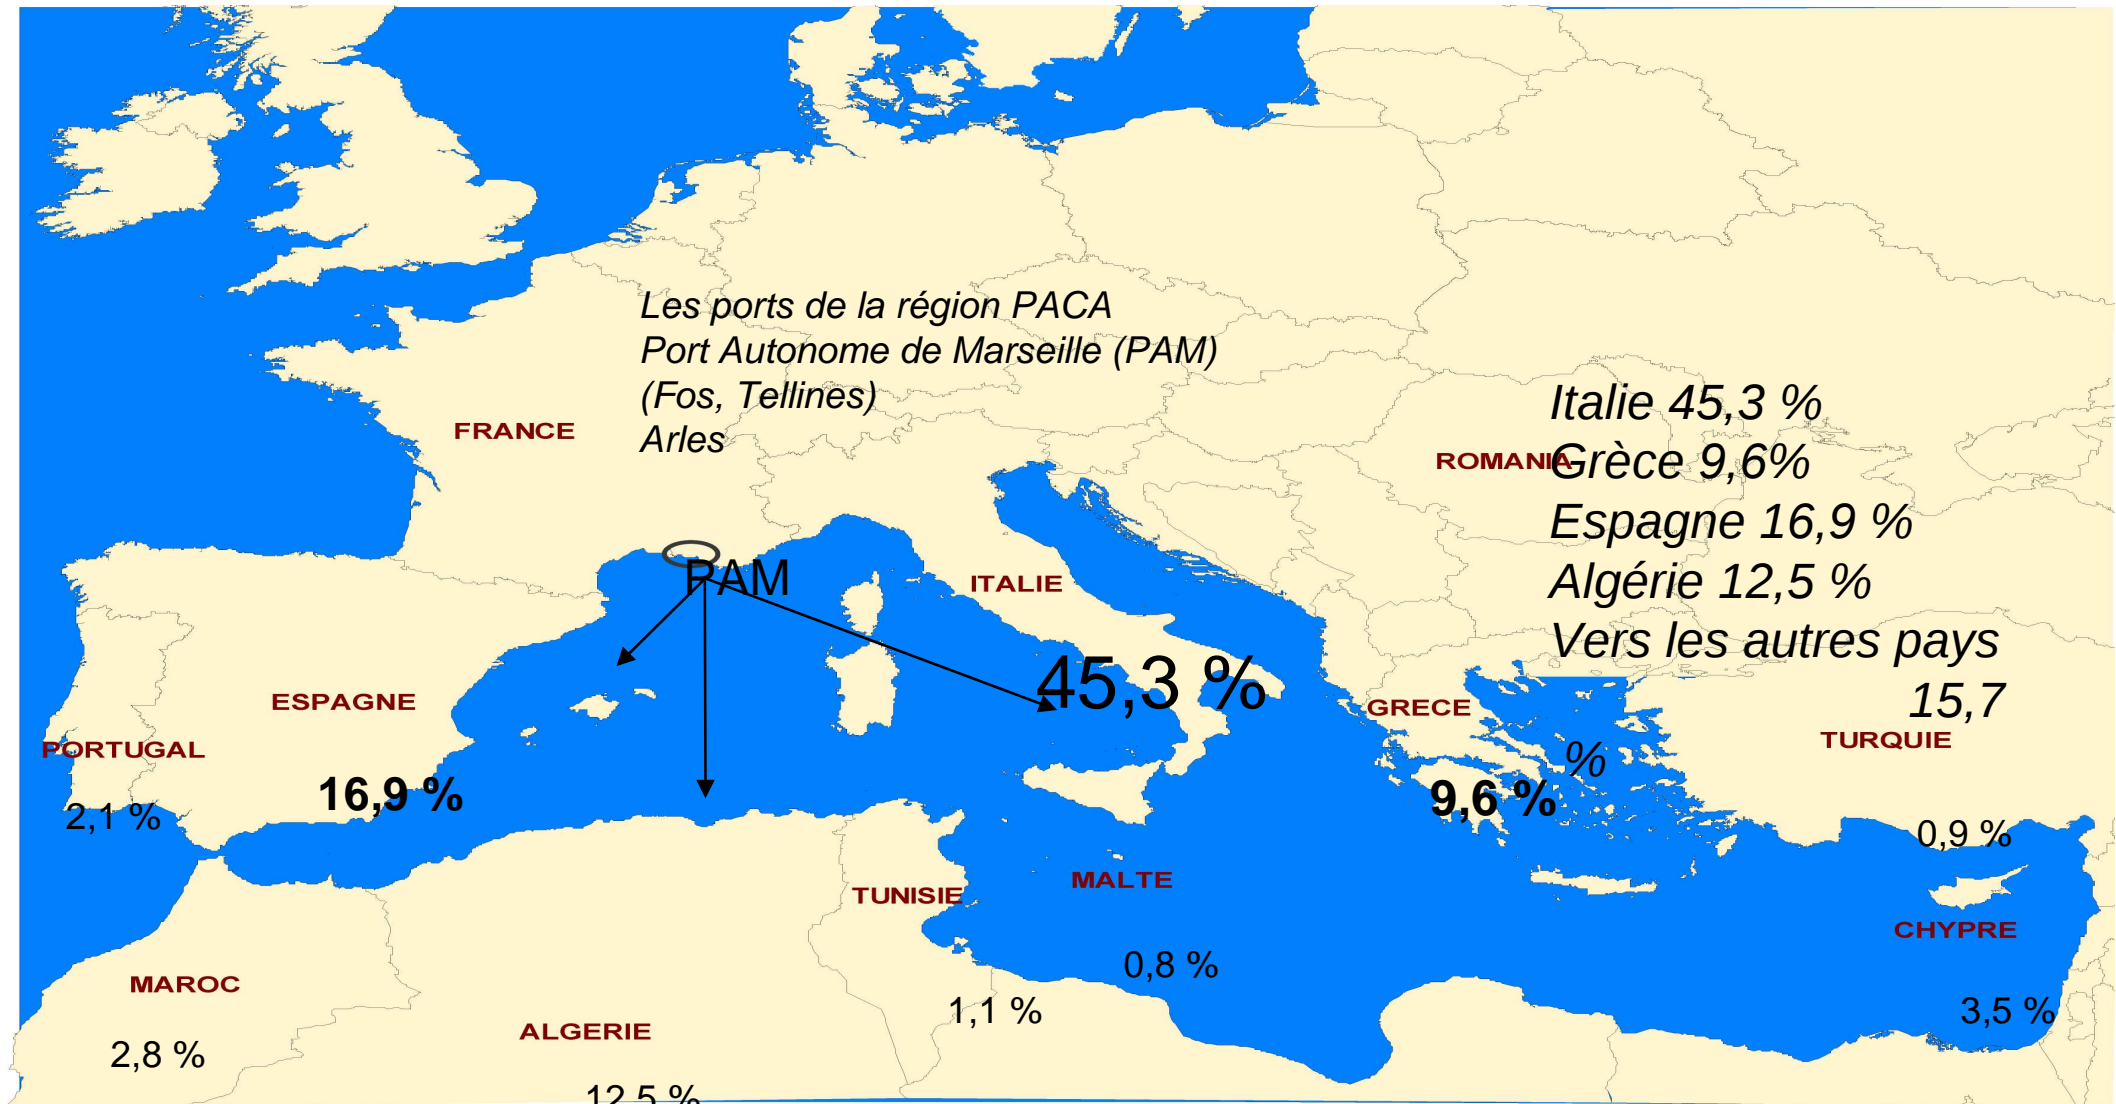 Les ports de la région PACA
Port Autonome de Marseille (PAM)
(Fos, Tellines)
Arles
FRANCE
Italie 45,3 %
ROMANIA
Grèce 9,6%
Espagne 16,9 %
Algérie 12,5 %
Vers les autres pays
15,7
%
PAM
ITALIE
45,3 %
ESPAGNE
GRECE
PORTUGAL
TURQUIE
16,9 %
9,6 %
2,1 %
0,9 %
MALTE
TUNISIE
CHYPRE
0,8 %
MAROC
1,1 %
3,5 %
ALGERIE
2,8 %
12,5 %